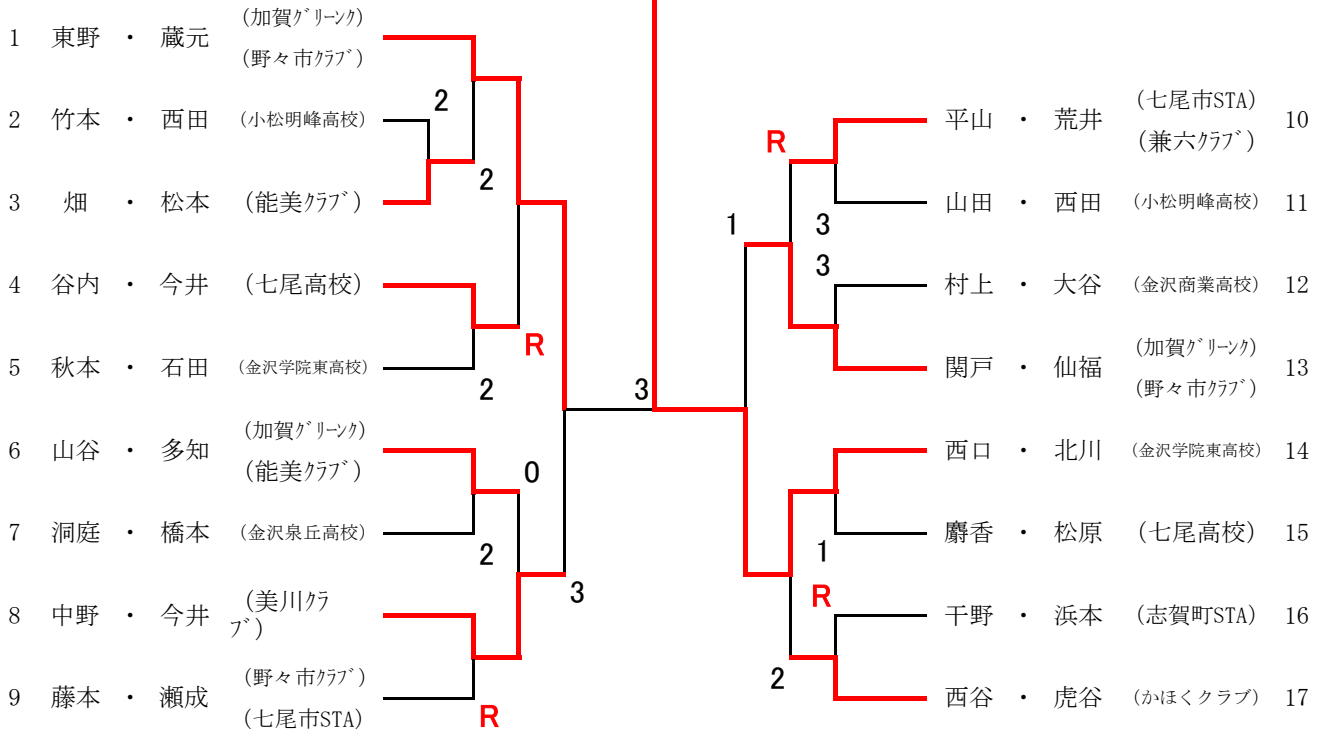 1 東野 ・ 蔵元 (加賀ｸﾞﾘｰﾝｸ)
(野々市ｸﾗﾌﾞ)
2 竹本 ・ 西田 (小松明峰高校)
2
3 畑 ・ 松本 (能美ｸﾗﾌﾞ)
2
4 谷内 ・ 今井 (七尾高校)
R
5 秋本 ・ 石田 (金沢学院東高校)
2
6 山谷 ・ 多知 (加賀ｸﾞﾘｰﾝｸ)
(能美ｸﾗﾌﾞ)
0
7 洞庭 ・ 橋本 (金沢泉丘高校)
2
3
8 中野 ・ 今井 (美川ｸﾗ
ﾌﾞ)
9 藤本 ・ 瀬成 (野々市ｸﾗﾌﾞ)
(七尾市STA)
R
3
平山 ・ 荒井 (七尾市STA) 10
(兼六ｸﾗﾌﾞ)
R
山田 ・ 西田 (小松明峰高校) 11
1
3
3
村上 ・ 大谷 (金沢商業高校) 12
関戸 ・ 仙福 (加賀ｸﾞﾘｰﾝｸ) 13
(野々市ｸﾗﾌﾞ)
西口 ・ 北川 (金沢学院東高校) 14
麝香 ・ 松原 (七尾高校) 15
1
R
干野 ・ 浜本 (志賀町STA) 16
2
西谷 ・ 虎谷 (かほくクラブ) 17